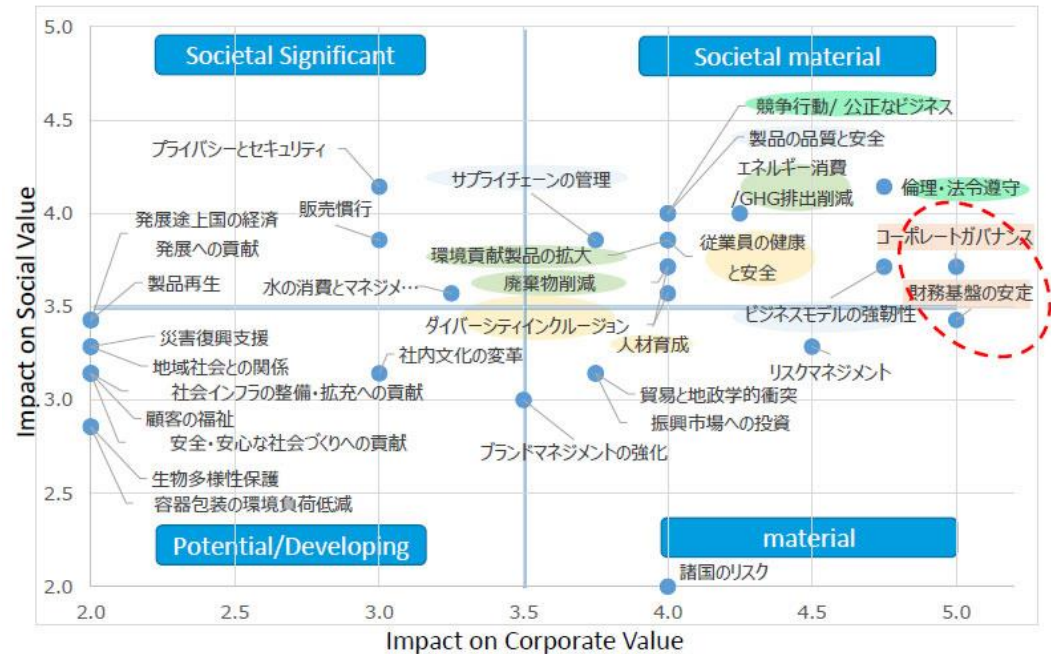 5.0
Societal Significant
Societal material
競争行動/ 公正なビジネス
4.5
製品の品質と安全
プライバシーとセキュリティ
エネルギー消費
/GHG排出削減
サプライチェーンの管理
倫理・法令遵守
4.0
発展途上国の経済
発展への貢献
販売慣行
コーポレートガバナンス
環境貢献製品の拡大
従業員の健康
と安全
製品再生
水の消費とマネジメ…
廃棄物削減
財務基盤の安定
3.5
ダイバーシティインクルージョン
ビジネスモデルの強靭性
災害復興支援
人材育成
地域社会との関係
社内文化の変革
リスクマネジメント
社会インフラの整備・拡充への貢献
貿易と地政学的衝突
3.0
顧客の福祉
振興市場への投資
安全・安心な社会づくりへの貢献
ブランドマネジメントの強化
生物多様性保護
2.5
容器包装の環境負荷低減
Potential/Developing
material
諸国のリスク
2.0
2.0
2.5
3.0
3.5
4.0
4.5
5.0
Impact on Corporate Value
Impact on Social Value